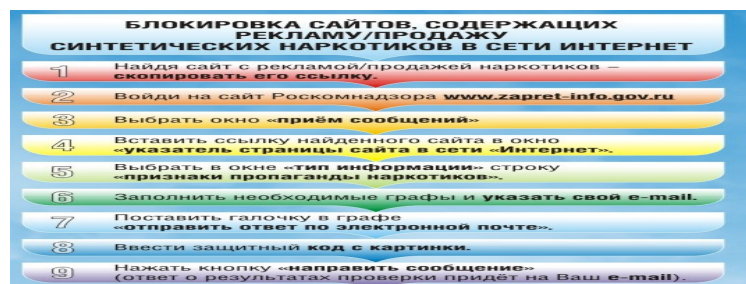 БЛОКИРОВКА САЙТОВ, СОДЕРЖАЩИХ
РЕКЛАМУ/ПРОДАЖУ
СИНТЕТИЧЕСКИХ НАРКОТИКОВ В СЕТИ ИНТЕРНЕТ
1 Найдя сайт с рекламой/продажей наркотиков –
скопировать его ссылку.
2 Войди на сайт Роскомнадзора www.zapret-info.gov.ru
3 Выбрать окно «приём сообщений»
4 Вставить ссылку найденного сайта в окно
«указатель страницы сайта в сети «Интернет».
5 Выбрать в окне «тип информации» строку
«признаки пропаганды наркотиков».
6 Заполнить необходимые графы и указать свой e-mail.
7 Поставить галочку в графе
«отправить ответ по электронной почте».
8 Ввести защитный код с картинки.
9 Нажать кнопку «направить сообщение»
(ответ о результатах проверки придёт на Ваш e-mail).